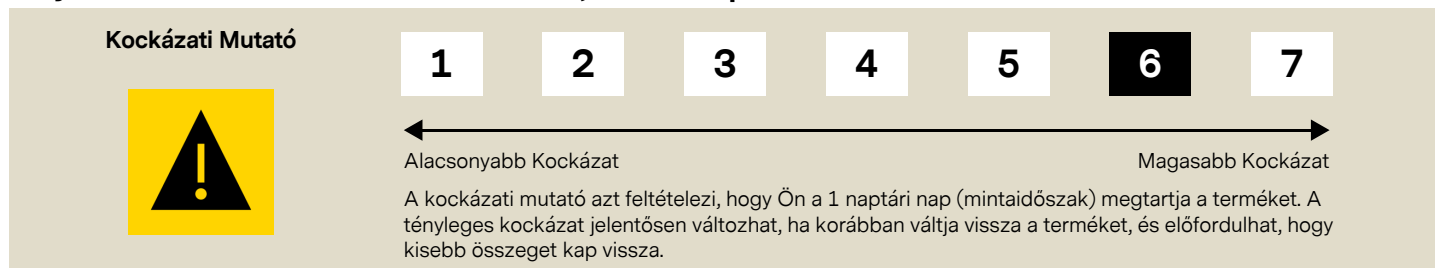 Kockázati Mutató
1 2 3 4 5 6 7
Alacsonyabb Kockázat Magasabb Kockázat
A kockázati mutató azt feltételezi, hogy Ön a 1 naptári nap (mintaidőszak) megtartja a terméket. A
tényleges kockázat jelentősen változhat, ha korábban váltja vissza a terméket, és előfordulhat, hogy
kisebb összeget kap vissza.